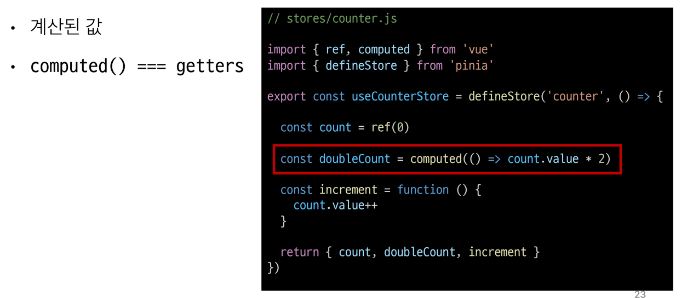 • 계산된 값
• computed() === getters
// stores/counter.js
import { ref, computed } from 'vue'
import { defineStore } from 'pinia'
export const useCounterStore = defineStore('counter', () => {
const count = ref(0)
const doubleCount = computed(() => count.value * 2)
const increment = function () {
count.value++
}
return { count, doubleCount, increment }
})
23